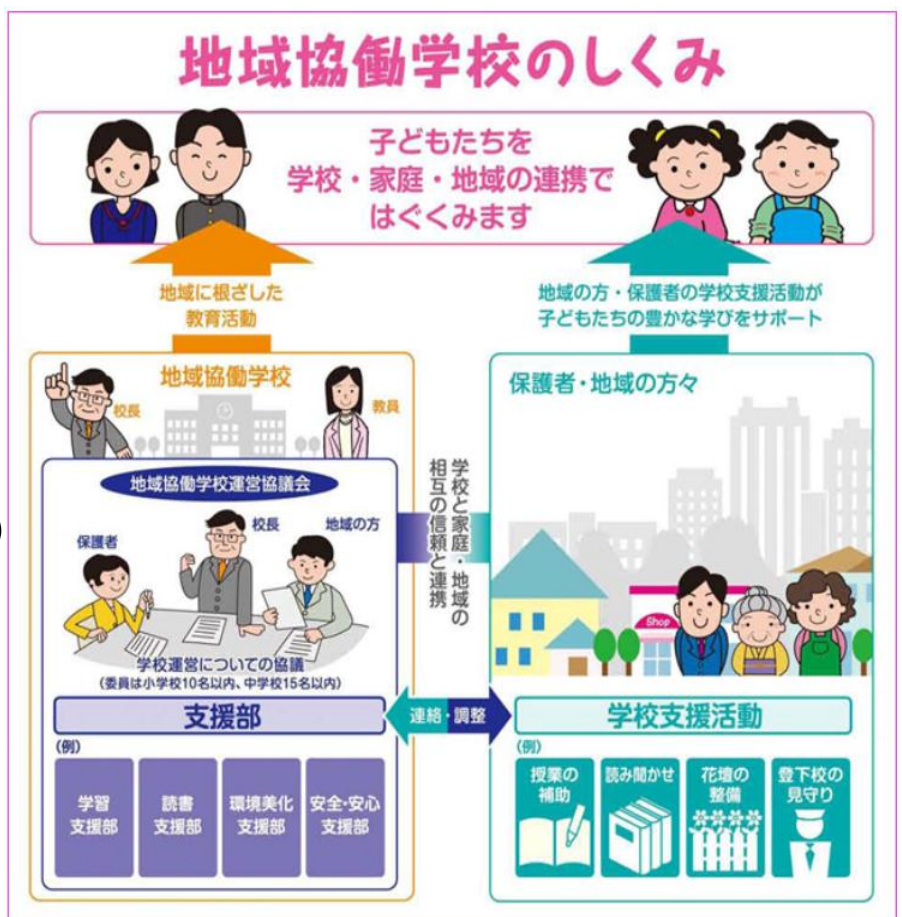 地域協働学校のしくみ
子どもたちを
学校・家庭・地域の連携で
はぐくみます
地域に根ざした
教育活動
地域の方・保護者の学校支援活動が
子どもたちの豊かな学びをサポート
地域協働学校
校長
教員
地域協働学校運営協議会
保護者
校長
地域の方
学校運営についての協議
(委員は小学校10名以内、中学校15名以内)
支援部
(例)
学習
支援部
読書
支援部
環境美化
支援部
安全・安心
支援部
学校と家庭・地域の
相互の信頼と連携
連絡・調整
保護者・地域の方々
Shop
学校支援活動
(例)
授業の
補助
読み聞かせ
花壇の
整備
登下校の
見守り